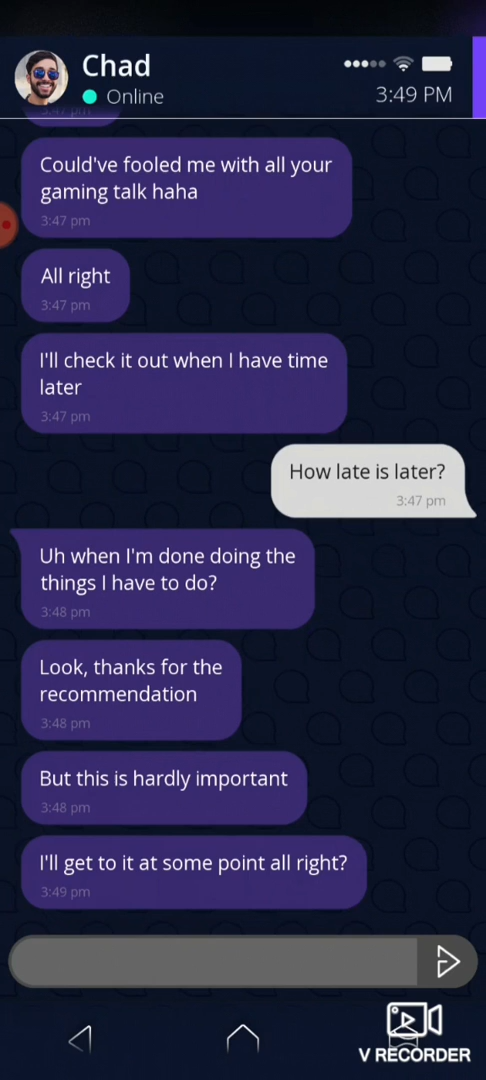 Chad
Online
3:49 PM
3:47 pm
Could've fooled me with all your
gaming talk haha
3:47 pm
All right
3:47 pm
I'll check it out when I have time
later
3:47 pm
How late is later?
3:47 pm
Uh when I'm done doing the
things I have to do?
3:48 pm
Look, thanks for the
recommendation
3:48 pm
But this is hardly important
3:48 pm
I'll get to it at some point all right?
3:49 pm
V RECORDER